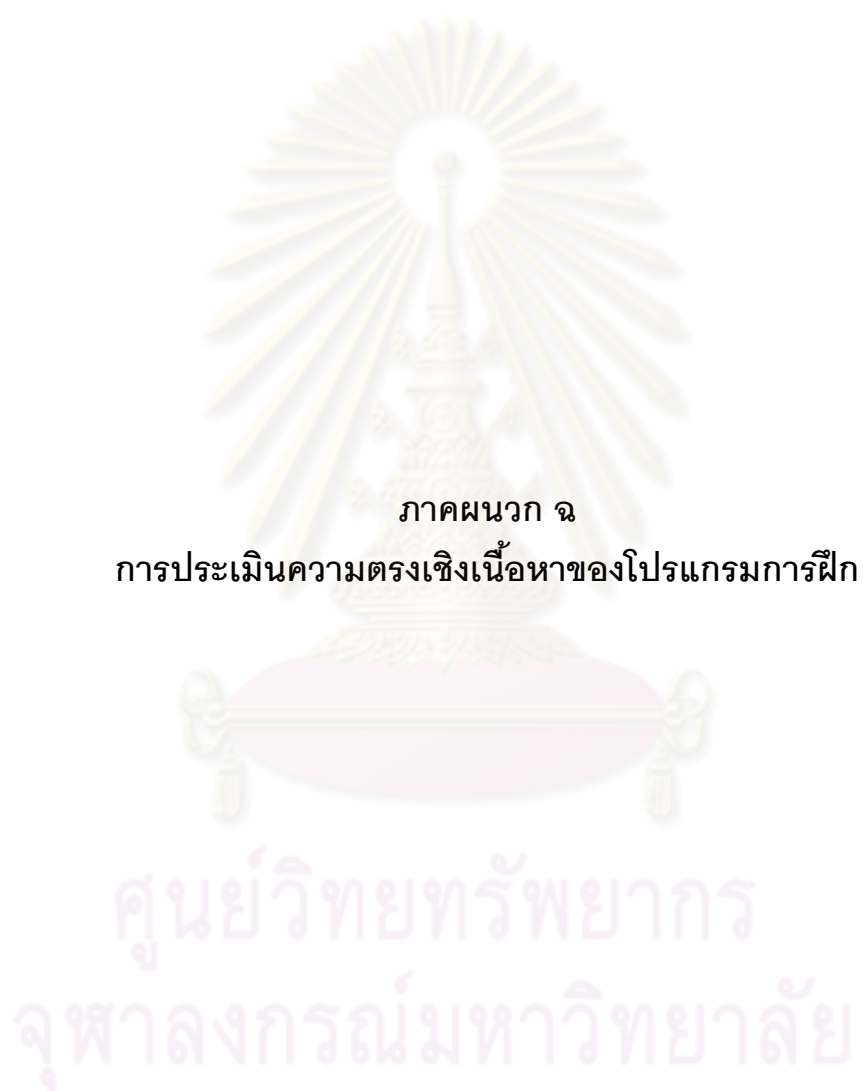 ภาคผนวก ฉ
การประเมินความตรงเชิงเนื้อหาของโปรแกรมการฝึก
ศูนย์วิทยทรัพยากร
จุฬาลงกรณ์มหาวิทยาลัย